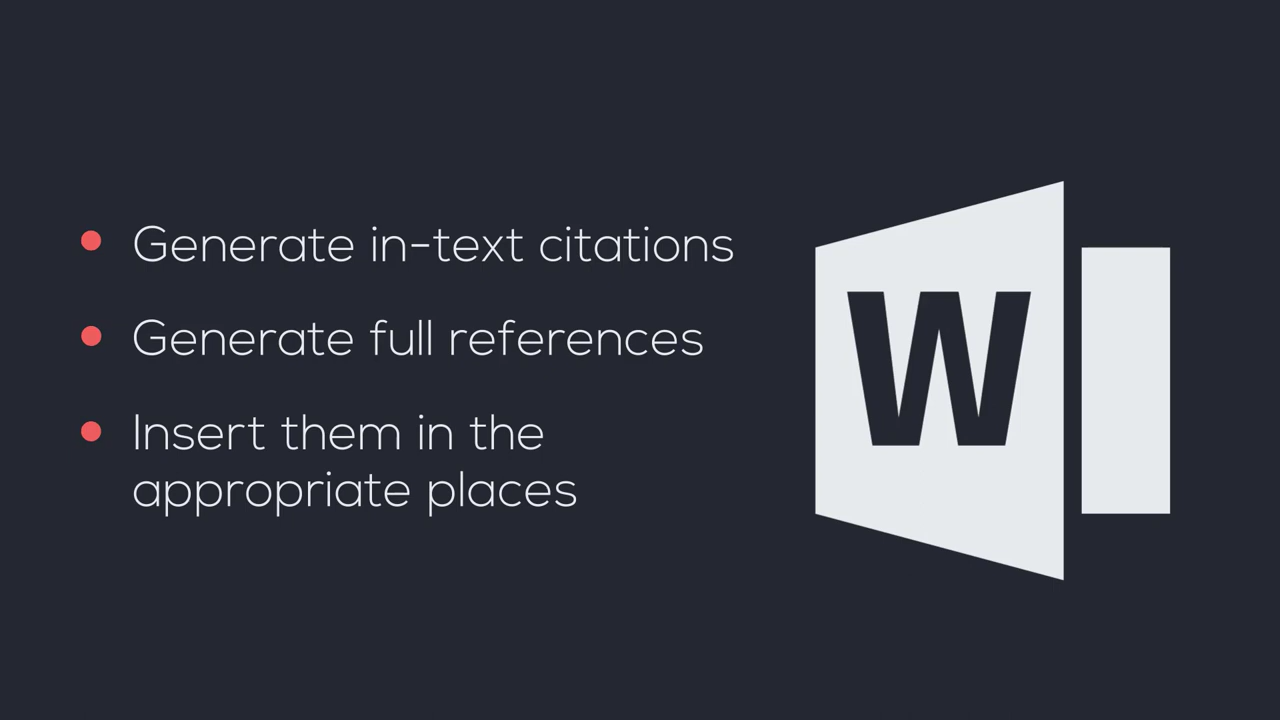 Generate in-text citations
Generate full references
Insert them in the
appropriate places
W